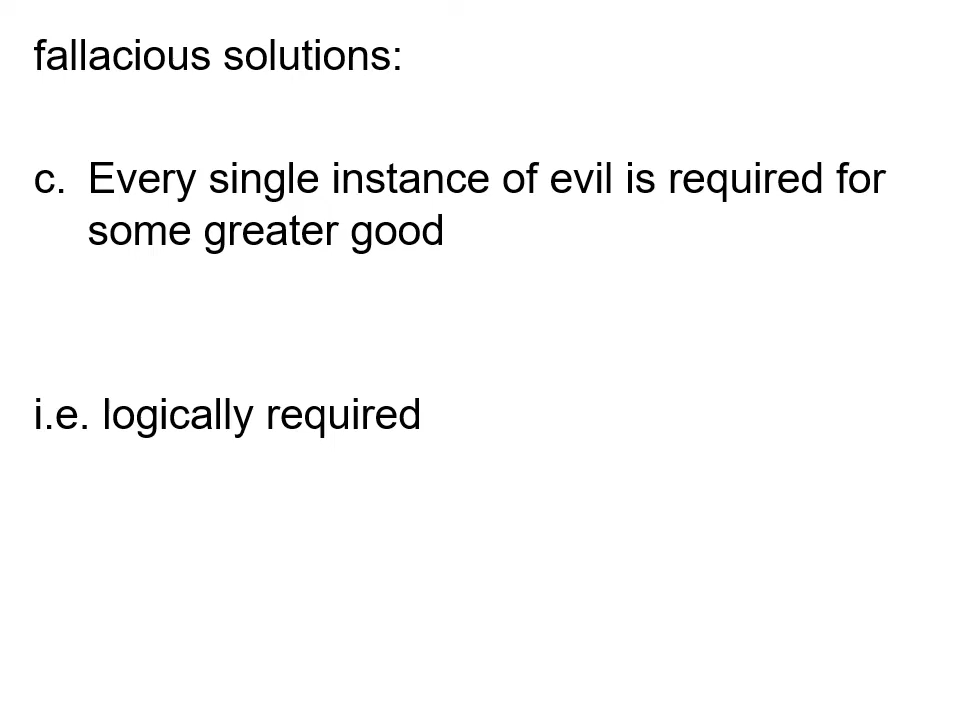 fallacious solutions:
c. Every single instance of evil is required for
some greater good
i.e. logically required